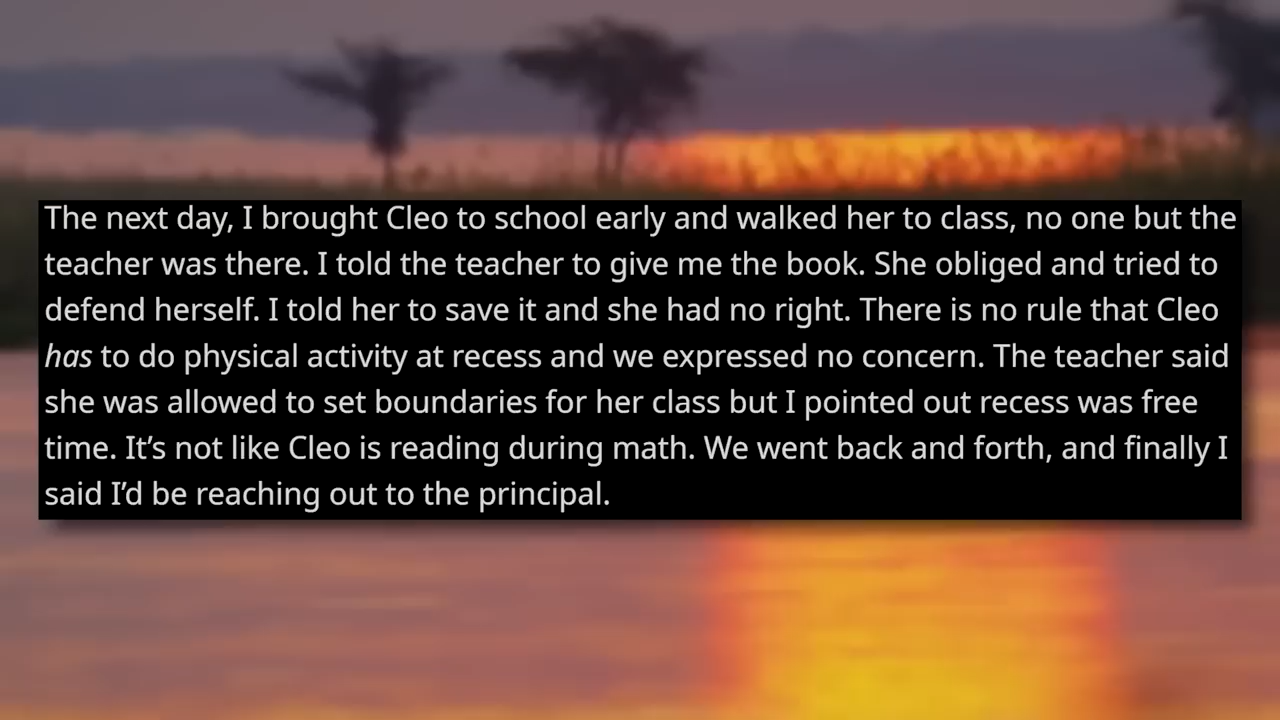 The next day, I brought Cleo to school early and walked her to class, no one but the
teacher was there. I told the teacher to give me the book. She obliged and tried to
defend herself. I told her to save it and she had no right. There is no rule that Cleo
has to do physical activity at recess and we expressed no concern. The teacher said
she was allowed to set boundaries for her class but I pointed out recess was free
time. It’s not like Cleo is reading during math. We went back and forth, and finally I
said I’d be reaching out to the principal.